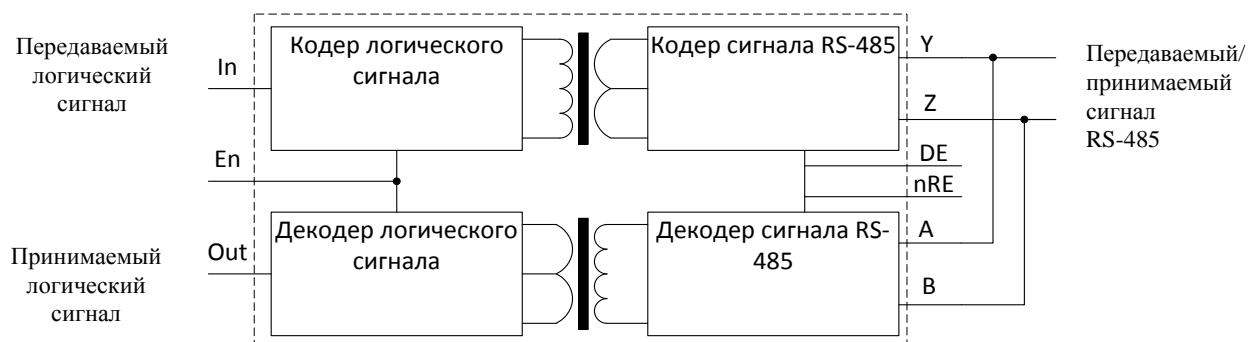 Передаваемый
логический
сигнал
In
En
Out
Принимаемый
логический
сигнал
Кодер логического
сигнала
Декодер логического
сигнала
Кодер сигнала RS-485
Декодер сигнала RS-
485
Y
Z
DE
nRE
A
B
Передаваемый/
принимаемый
сигнал
RS-485